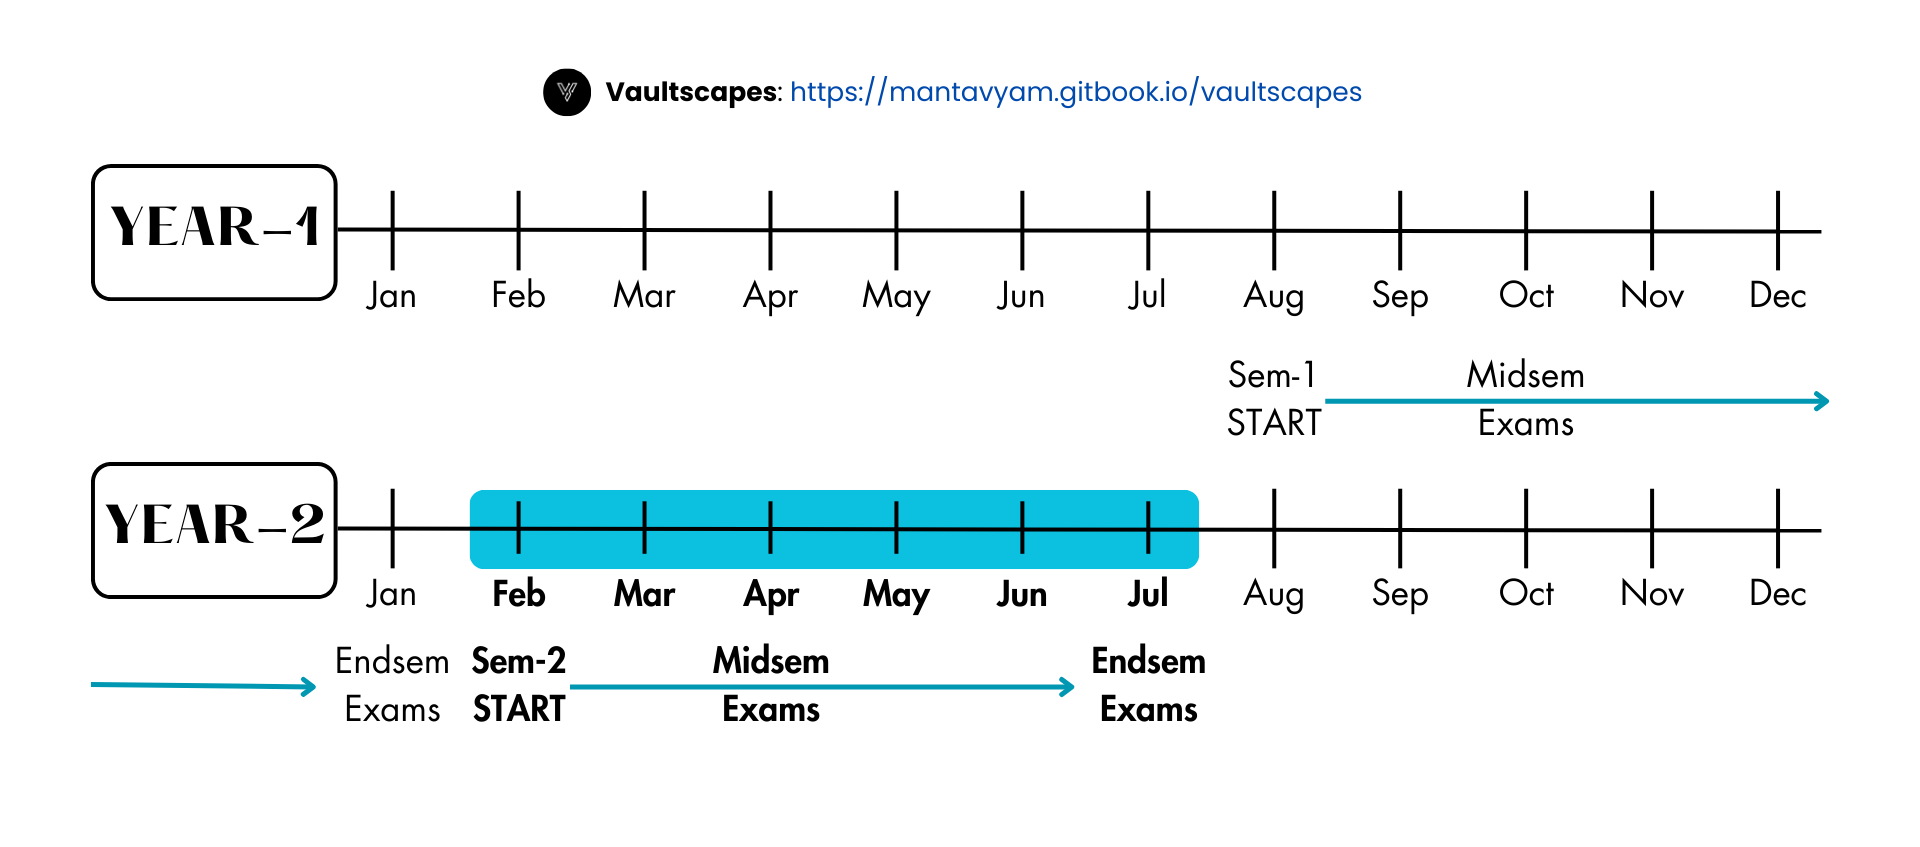 Vaultscapes: https://mantavyam.gitbook.io/vaultscapes
YEAR-1
Jan Feb Mar Apr May Jun Jul Aug Sep Oct Nov Dec
Sem-1 Midsem
START Exams
YEAR-2
Jan Feb Mar Apr May Jun Jul Aug Sep Oct Nov Dec
Endsem Sem-2 Midsem Endsem
Exams START Exams Exams